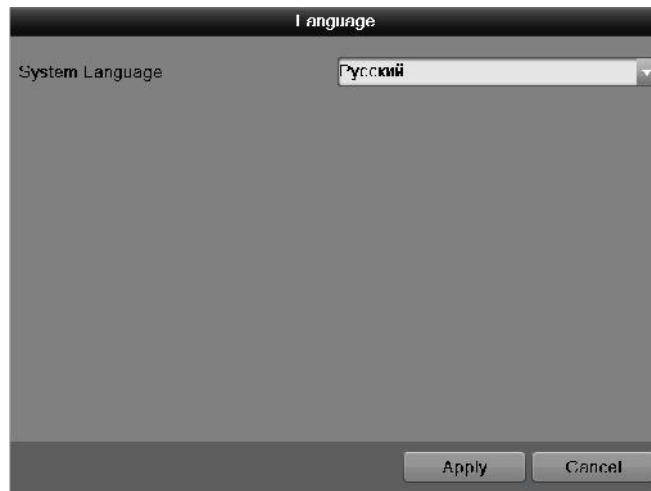 Language
System Language
Русский
Apply
Cancel